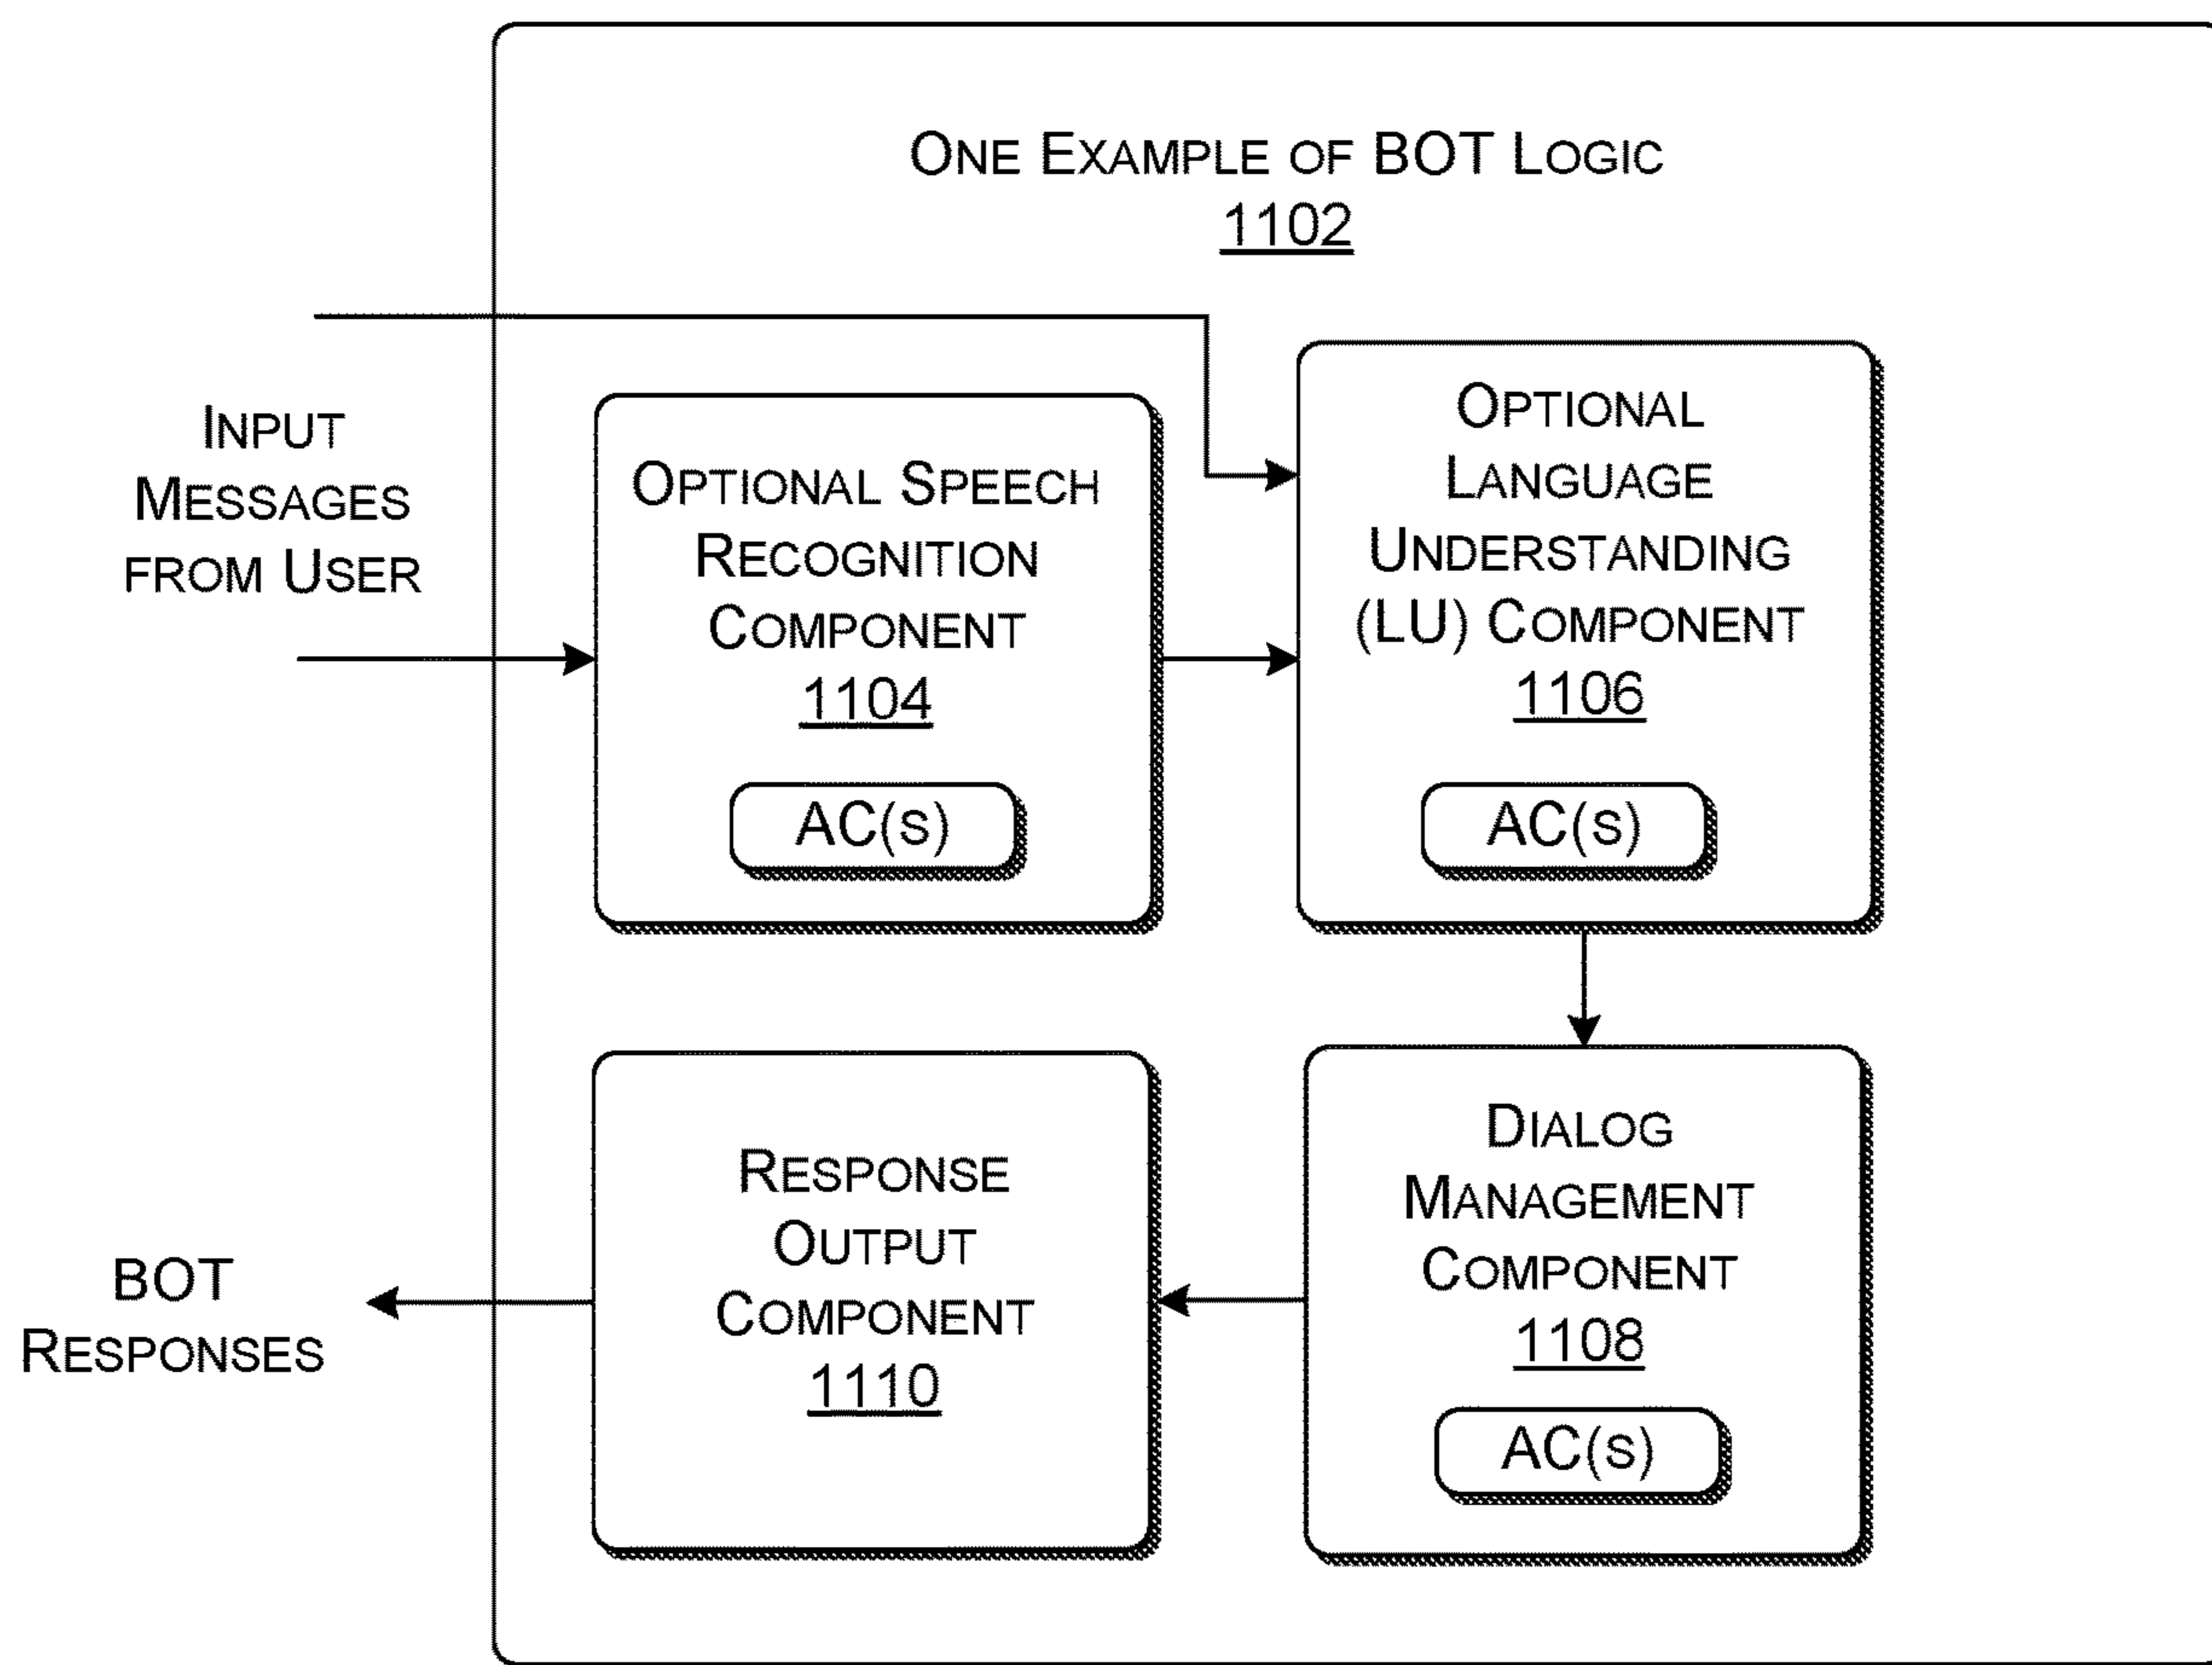 ONE EXAMPLE OF BOT LOGIC
1102
INPUT
MESSAGES
FROM USER
OPTIONAL SPEECH
RECOGNITION
COMPONENT
1104
AC(S)
OPTIONAL
LANGUAGE
UNDERSTANDING
(LU) COMPONENT
1106
AC(S)
DIALOG
MANAGEMENT
COMPONENT
1108
AC(S)
RESPONSE
OUTPUT
COMPONENT
1110
BOT
RESPONSES